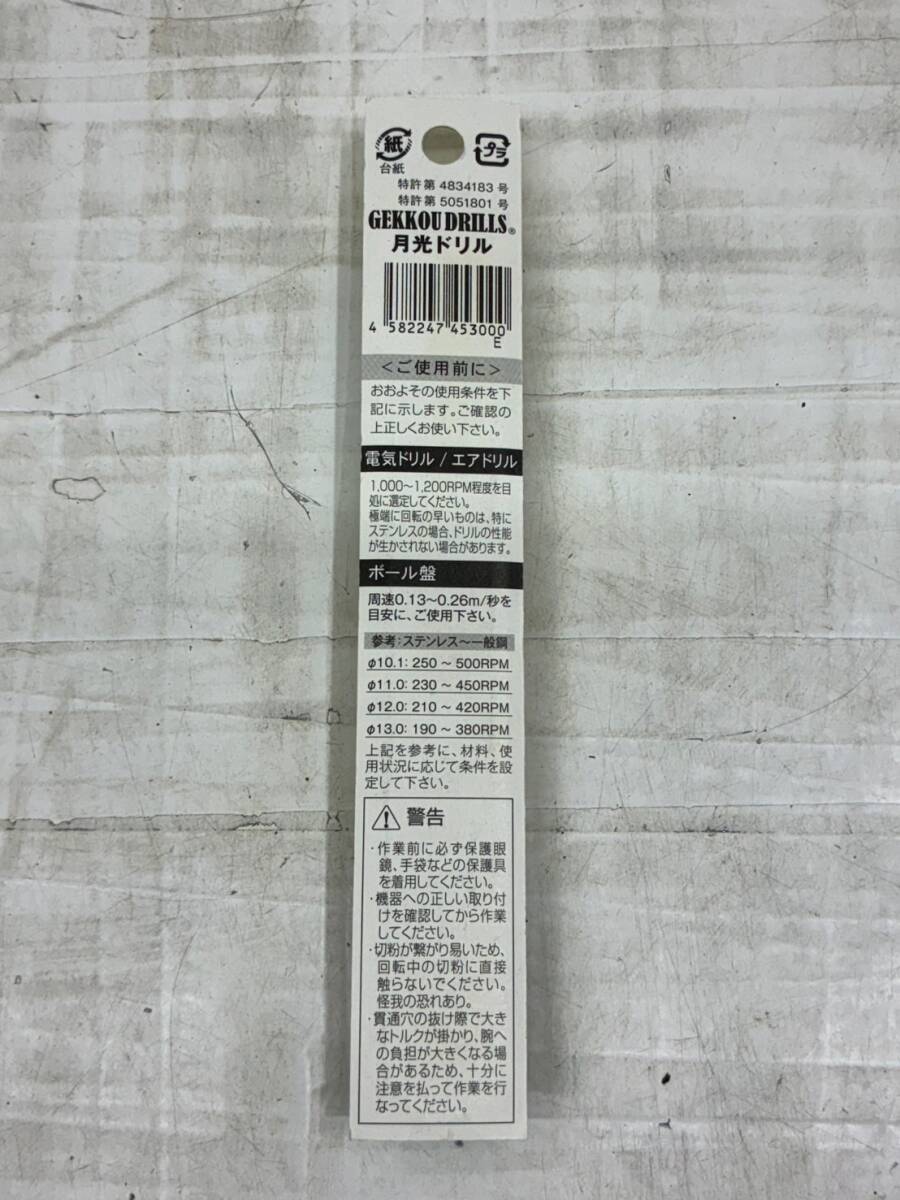 紙
プラ
台紙
特許第 4834183 号
特許第 5051801 号
GEKKOU DRILLS®
月光ドリル
4 582247 453000
E
＜ご使用前に＞
おおよその使用条件を下
記に示します。ご確認の
上正しくお使い下さい。
電気ドリル / エアドリル
1,000〜1,200RPM程度を目
処に選定してください。
極端に回転の早いものは、特に
ステンレスの場合、ドリルの性能
が生かされない場合があります。
ボール盤
周速0.13〜0.26m/秒を
目安に、ご使用下さい。
参考：ステンレス〜一般鋼
φ10.1: 250 〜 500RPM
φ11.0: 230 〜 450RPM
φ12.0: 210 〜 420RPM
φ13.0: 190 〜 380RPM
上記を参考に、材料、使
用状況に応じて条件を設
定して下さい。
警告
・作業前に必ず保護眼
鏡、手袋などの保護具
を着用してください。
・機器への正しい取り付
けを確認してから作業
してください。
・切粉が繋がり易いため、
回転中の切粉に直接
触らないでください。
怪我の恐れあり。
・貫通穴の抜け際で大き
なトルクが掛かり、腕へ
の負担が大きくなる場
合があるため、十分に
注意を払って作業を行
なってください。